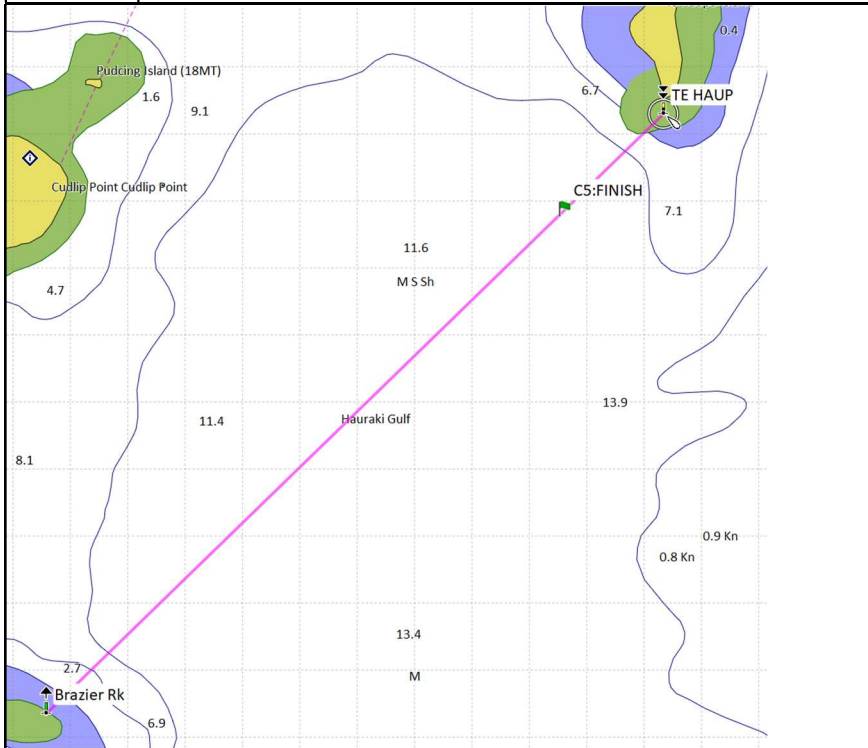 0.4
Pudcing Island (18MT)
6.7
TE HAUP
1.6
9.1
Cudlip Point Cudlip Point
C5:FINISH
7.1
11.6
M S Sh
4.7
13.9
Hauraki Gulf
11.4
8.1
0.9 Kn
0.8 Kn
13.4
2.7
M
Brazier Rk
6.9